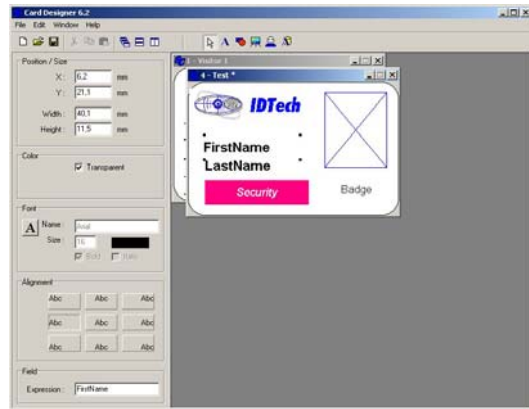 Card Designer 6.2
File Edit Window Help
Position / Size
X: 6,2 mm
Y: 21,1 mm
Width: 40,1 mm
Height: 11,5 mm
Color
Transparent
Font
A Name: Arial
Size: 16
Bold Italic
Alignment
Abc Abc Abc
Abc Abc Abc
Abc Abc Abc
Field
Expression: FirstName
1 - Visitor 1
4 - Test *
IDTech
FirstName
LastName
Security
Badge